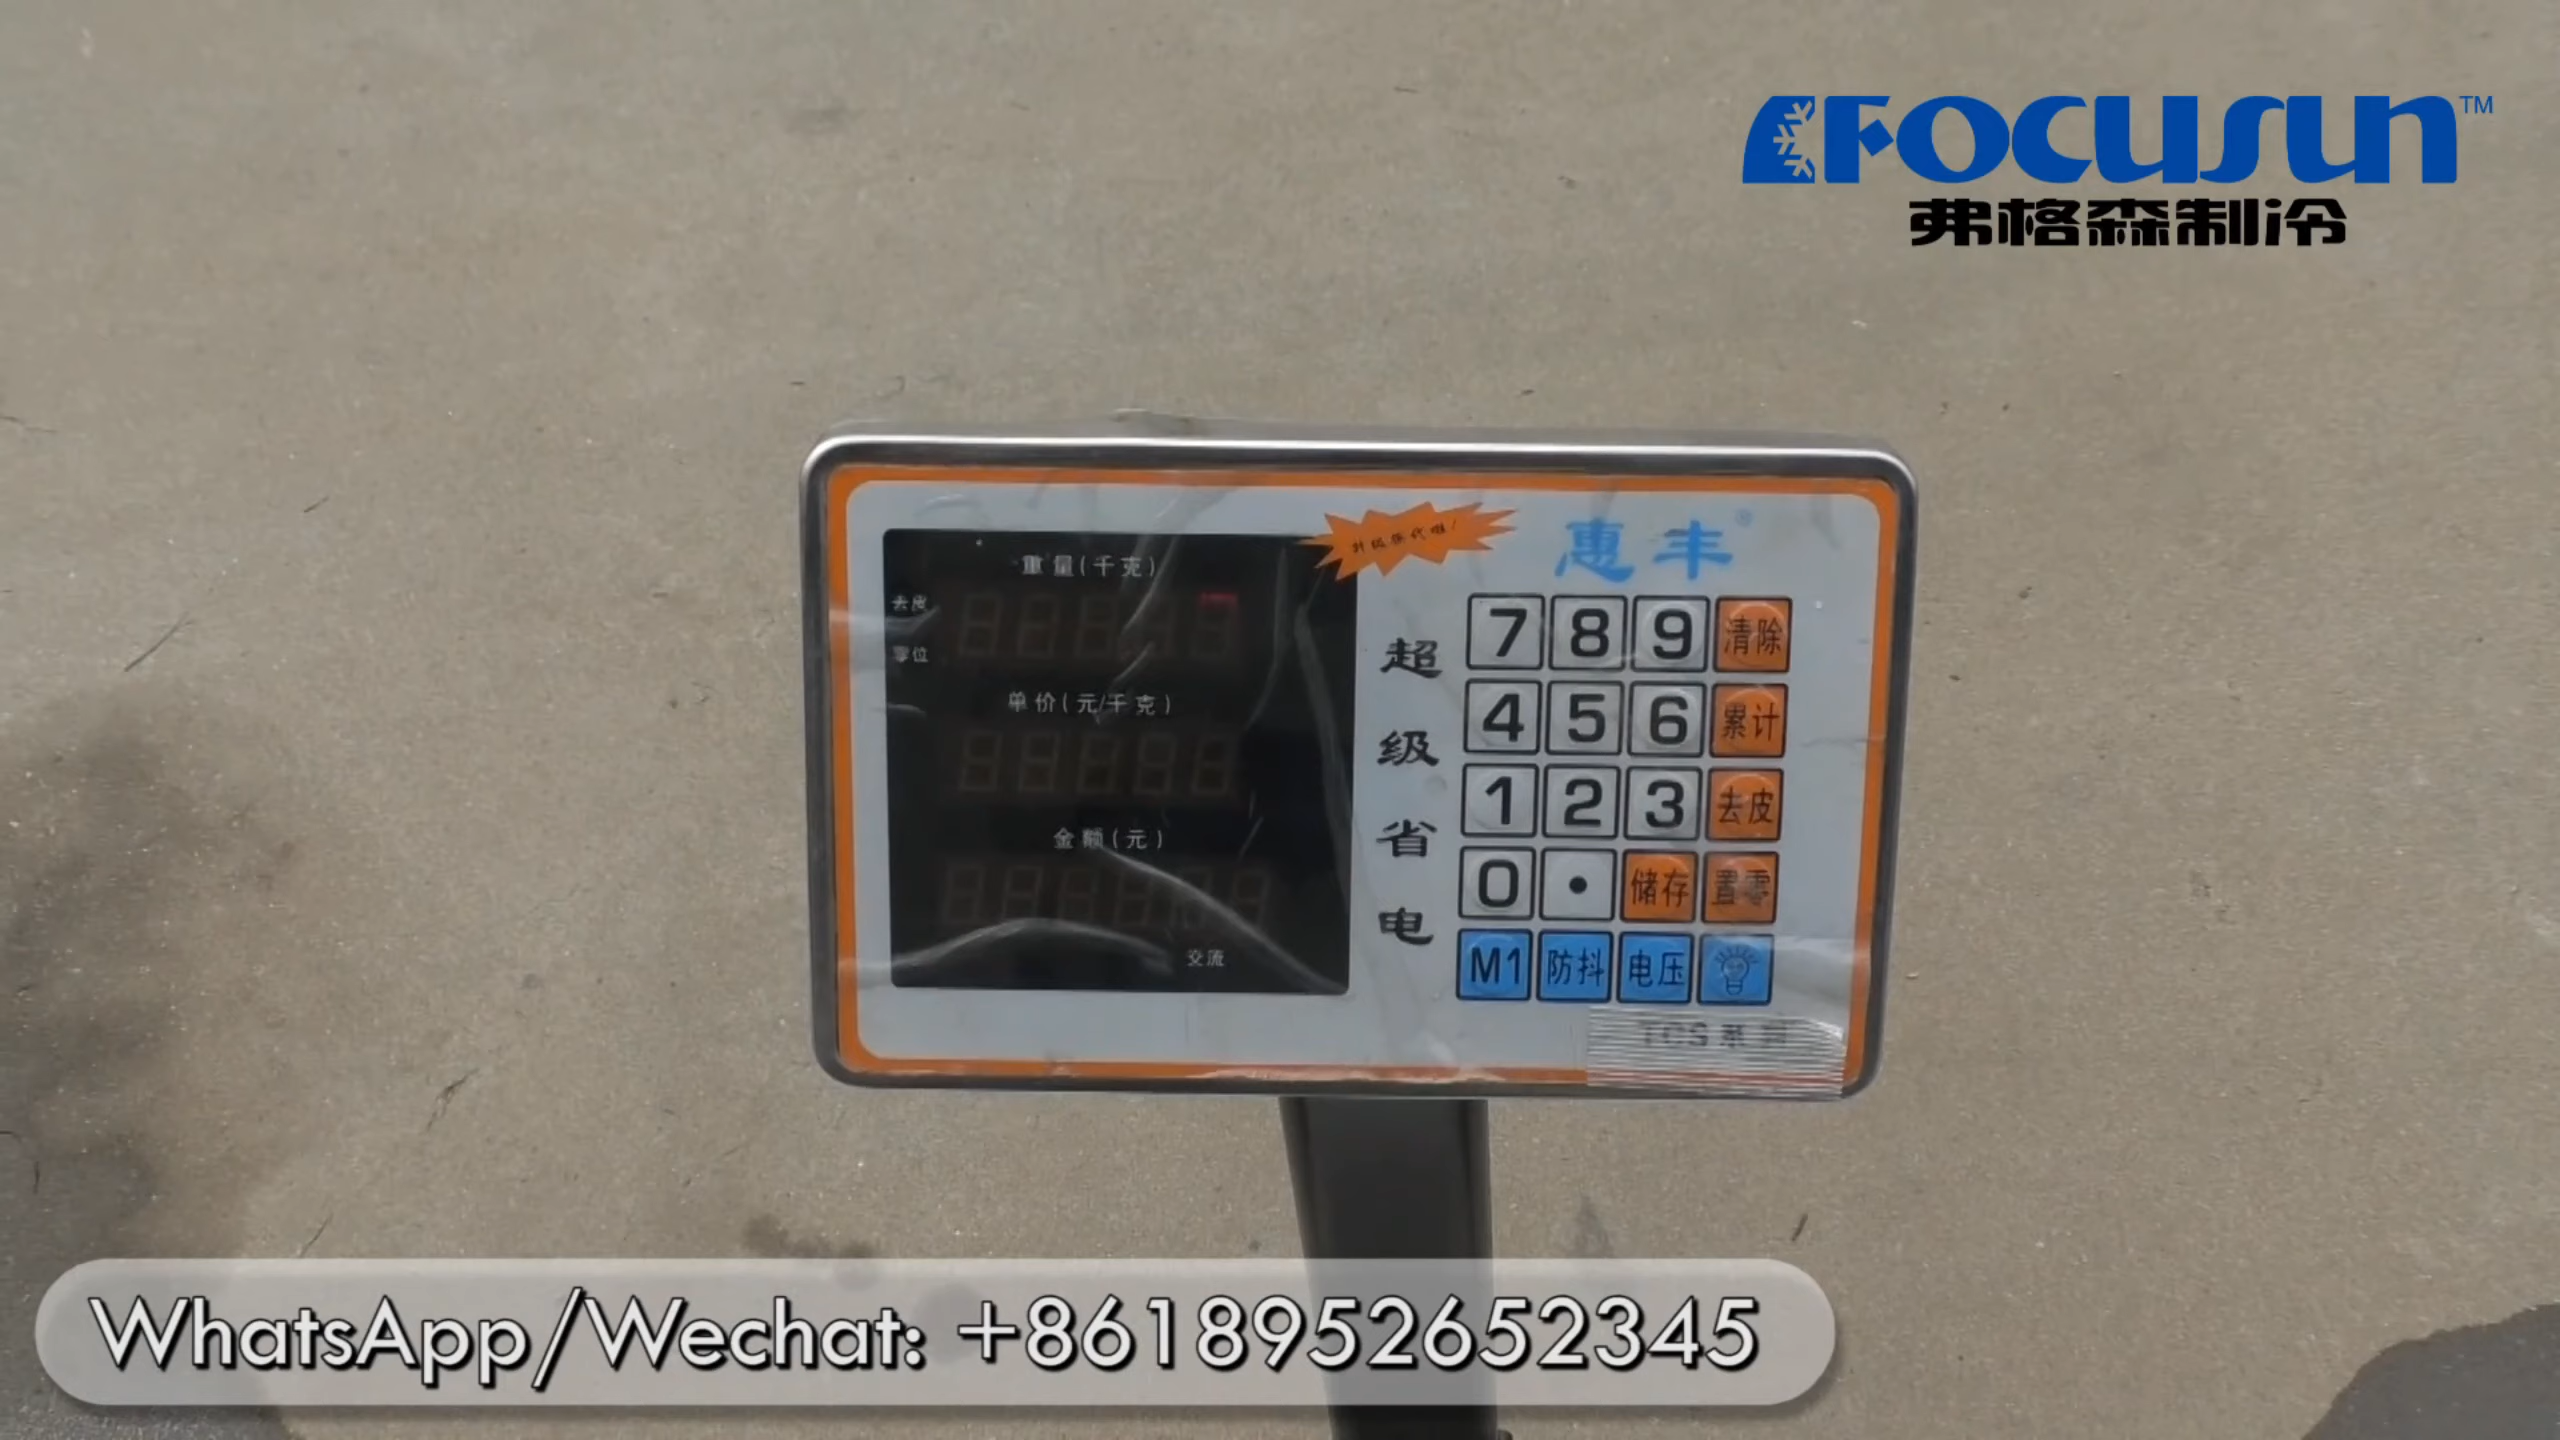 FOCUSUN™
弗格森制冷
惠丰®
重量(千克)
去皮
零位
单价(元/千克)
金额(元)
交流
超级省电
7 8 9 清除
4 5 6 累计
1 2 3 去皮
0 • 储存 置零
M1 防抖 电压
TCS系列
WhatsApp/Wechat: +8618952652345